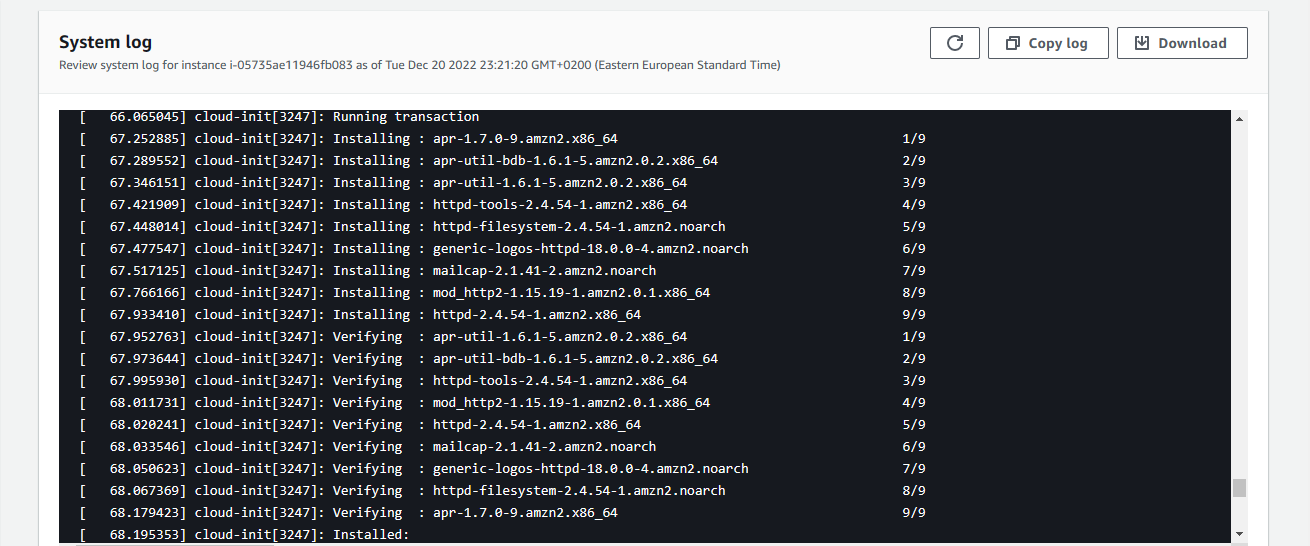 System log
Review system log for instance i-05735ae11946fb083 as of Tue Dec 20 2022 23:21:20 GMT+0200 (Eastern European Standard Time)
Copy log
Download
[   66.065045] cloud-init[3247]: Running transaction
[   67.252885] cloud-init[3247]: Installing : apr-1.7.0-9.amzn2.x86_64 1/9
[   67.289552] cloud-init[3247]: Installing : apr-util-bdb-1.6.1-5.amzn2.0.2.x86_64 2/9
[   67.346151] cloud-init[3247]: Installing : apr-util-1.6.1-5.amzn2.0.2.x86_64 3/9
[   67.421909] cloud-init[3247]: Installing : httpd-tools-2.4.54-1.amzn2.x86_64 4/9
[   67.448014] cloud-init[3247]: Installing : httpd-filesystem-2.4.54-1.amzn2.noarch 5/9
[   67.477547] cloud-init[3247]: Installing : generic-logos-httpd-18.0.0-4.amzn2.noarch 6/9
[   67.517125] cloud-init[3247]: Installing : mailcap-2.1.41-2.amzn2.noarch 7/9
[   67.766166] cloud-init[3247]: Installing : mod_http2-1.15.19-1.amzn2.0.1.x86_64 8/9
[   67.933410] cloud-init[3247]: Installing : httpd-2.4.54-1.amzn2.x86_64 9/9
[   67.952763] cloud-init[3247]: Verifying  : apr-util-1.6.1-5.amzn2.0.2.x86_64 1/9
[   67.973644] cloud-init[3247]: Verifying  : apr-util-bdb-1.6.1-5.amzn2.0.2.x86_64 2/9
[   67.995930] cloud-init[3247]: Verifying  : httpd-tools-2.4.54-1.amzn2.x86_64 3/9
[   68.011731] cloud-init[3247]: Verifying  : mod_http2-1.15.19-1.amzn2.0.1.x86_64 4/9
[   68.020241] cloud-init[3247]: Verifying  : httpd-2.4.54-1.amzn2.x86_64 5/9
[   68.033546] cloud-init[3247]: Verifying  : mailcap-2.1.41-2.amzn2.noarch 6/9
[   68.050623] cloud-init[3247]: Verifying  : generic-logos-httpd-18.0.0-4.amzn2.noarch 7/9
[   68.067369] cloud-init[3247]: Verifying  : httpd-filesystem-2.4.54-1.amzn2.noarch 8/9
[   68.179423] cloud-init[3247]: Verifying  : apr-1.7.0-9.amzn2.x86_64 9/9
[   68.195353] cloud-init[3247]: Installed: